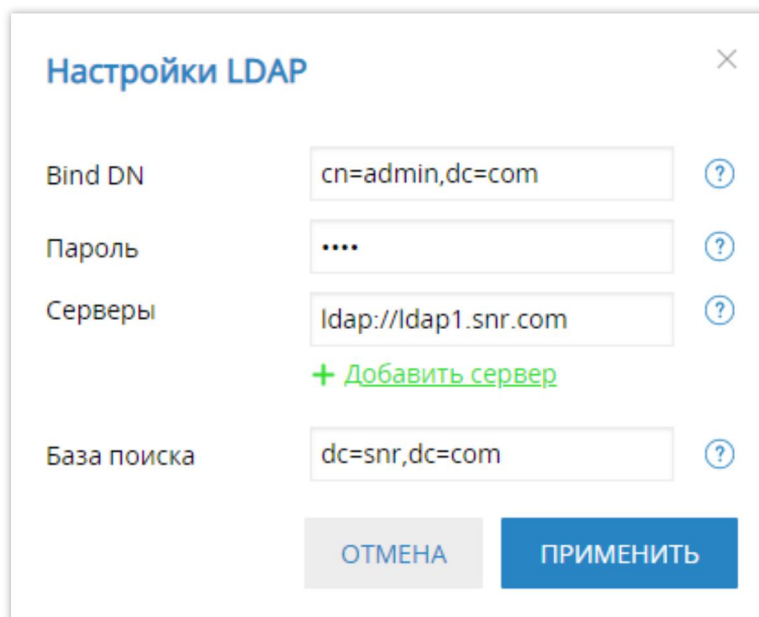 Настройки LDAP
Bind DN
cn=admin,dc=com
?
Пароль
••••
?
Серверы
ldap://ldap1.snr.com
?
+ Добавить сервер
База поиска
dc=snr,dc=com
?
ОТМЕНА
ПРИМЕНИТЬ